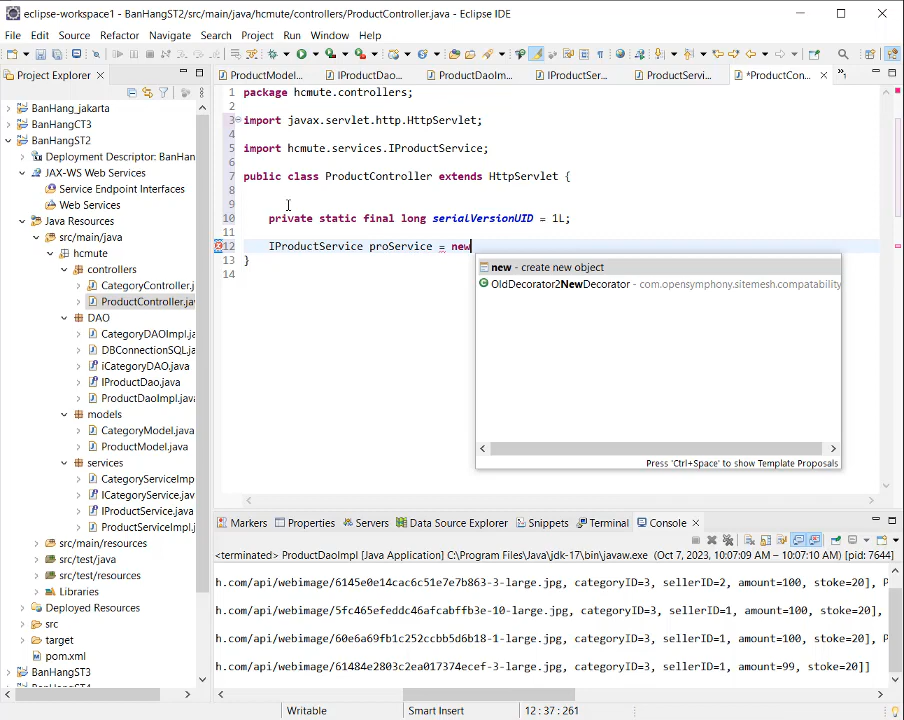 eclipse-workspace1 - BanHangST2/src/main/java/hcmute/controllers/ProductController.java - Eclipse IDE
File Edit Source Refactor Navigate Search Project Run Window Help
Project Explorer
ProductModel...
IProductDao...
ProductDaoIm...
IProductSer...
ProductServi...
*ProductCon...
BanHang_jakarta
BanHangCT3
BanHangST2
Deployment Descriptor: BanHan
JAX-WS Web Services
Service Endpoint Interfaces
Web Services
Java Resources
src/main/java
hcmute
controllers
CategoryController.j
ProductController.jav
DAO
CategoryDAOImpl.java
DBConnectionSQL.java
iCategoryDAO.java
IProductDao.java
ProductDaoImpl.java
models
CategoryModel.java
ProductModel.java
services
CategoryServiceImp
ICategoryService.jav
IProductService.java
ProductServiceImpl.j
src/main/resources
src/test/java
src/test/resources
Libraries
Deployed Resources
src
target
pom.xml
BanHangST3
BanHangST4
1 package hcmute.controllers;
2
3 import javax.servlet.http.HttpServlet;
4
5 import hcmute.services.IProductService;
6
7 public class ProductController extends HttpServlet {
8
9
10 private static final long serialVersionUID = 1L;
11
12 IProductService proService = new
13 }
14
new - create new object
OldDecorator2NewDecorator - com.opensymphony.sitemesh.compatability
Press 'Ctrl+Space' to show Template Proposals
Markers Properties Servers Data Source Explorer Snippets Terminal Console
<terminated> ProductDaoImpl [Java Application] C:\Program Files\Java\jdk-17\bin\javaw.exe (Oct 7, 2023, 10:07:09 AM – 10:07:10 AM) [pid: 7644]
h.com/api/webimage/6145e0e14cac6c51e7e7b863-3-large.jpg, categoryID=3, sellerID=2, amount=100, stoke=20], P
h.com/api/webimage/5fc465efeddc46afcabffb3e-10-large.jpg, categoryID=3, sellerID=1, amount=100, stoke=20],
h.com/api/webimage/60e6a69fb1c252ccbb5d6b18-1-large.jpg, categoryID=3, sellerID=1, amount=100, stoke=20], P
h.com/api/webimage/61484e2803c2ea017374ecef-3-large.jpg, categoryID=3, sellerID=1, amount=99, stoke=20]]
Writable Smart Insert 12 : 37 : 261